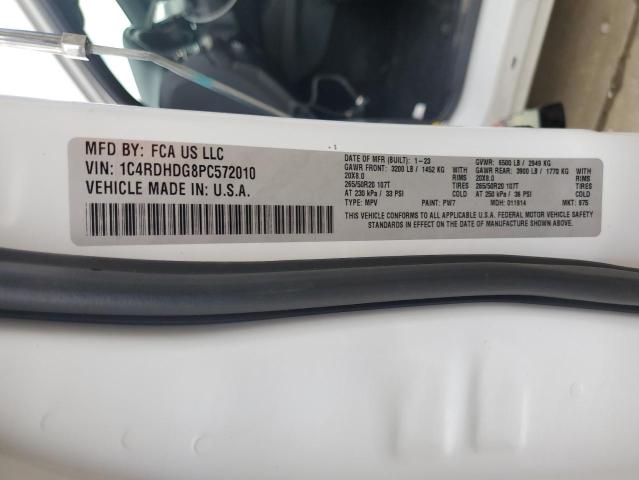 MFD BY: FCA US LLC
VIN: 1C4RDHDG8PC572010
VEHICLE MADE IN: U.S.A.
DATE OF MFR (BUILT): 1-23 GVWR: 6500 LB / 2949 KG
GAWR FRONT: 3200 LB / 1452 KG WITH GAWR REAR: 3900 LB / 1770 KG WITH
20X8.0 RIMS 20X8.0 RIMS
265/50R20 107T TIRES 265/50R20 107T TIRES
AT 230 kPa / 33 PSI COLD AT 250 kPa / 36 PSI COLD
TYPE: MPV PAINT: PW7 MDH: 011914 MKT: 975
THIS VEHICLE CONFORMS TO ALL APPLICABLE U.S.A. FEDERAL MOTOR VEHICLE SAFETY
STANDARDS IN EFFECT ON THE DATE OF MANUFACTURE SHOWN ABOVE.